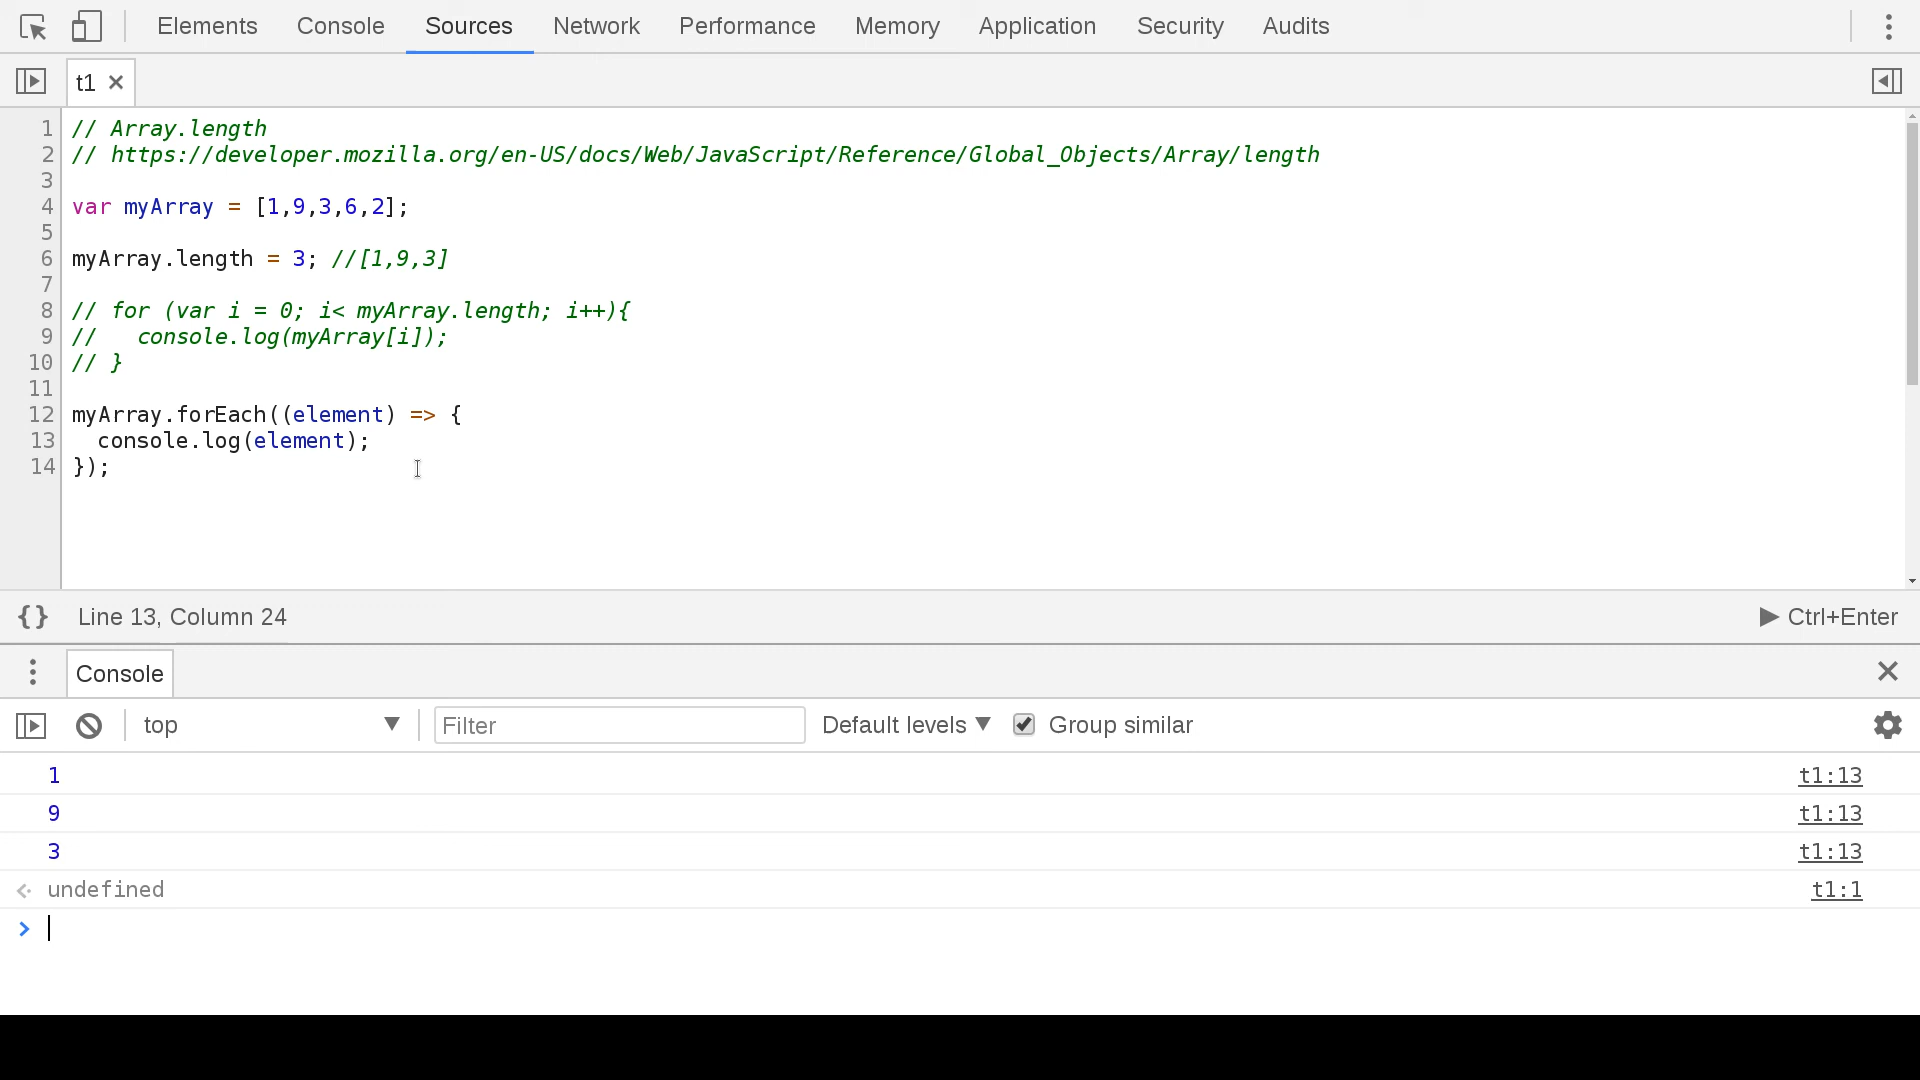 Elements Console Sources Network Performance Memory Application Security Audits
t1
1 // Array.length
2 // https://developer.mozilla.org/en-US/docs/Web/JavaScript/Reference/Global_Objects/Array/length
3
4 var myArray = [1,9,3,6,2];
5
6 myArray.length = 3; //[1,9,3]
7
8 // for (var i = 0; i< myArray.length; i++){
9 //   console.log(myArray[i]);
10 // }
11
12 myArray.forEach((element) => {
13   console.log(element);
14 });
{} Line 13, Column 24 Ctrl+Enter
Console
top Filter Default levels Group similar
1 t1:13
9 t1:13
3 t1:13
undefined t1:1